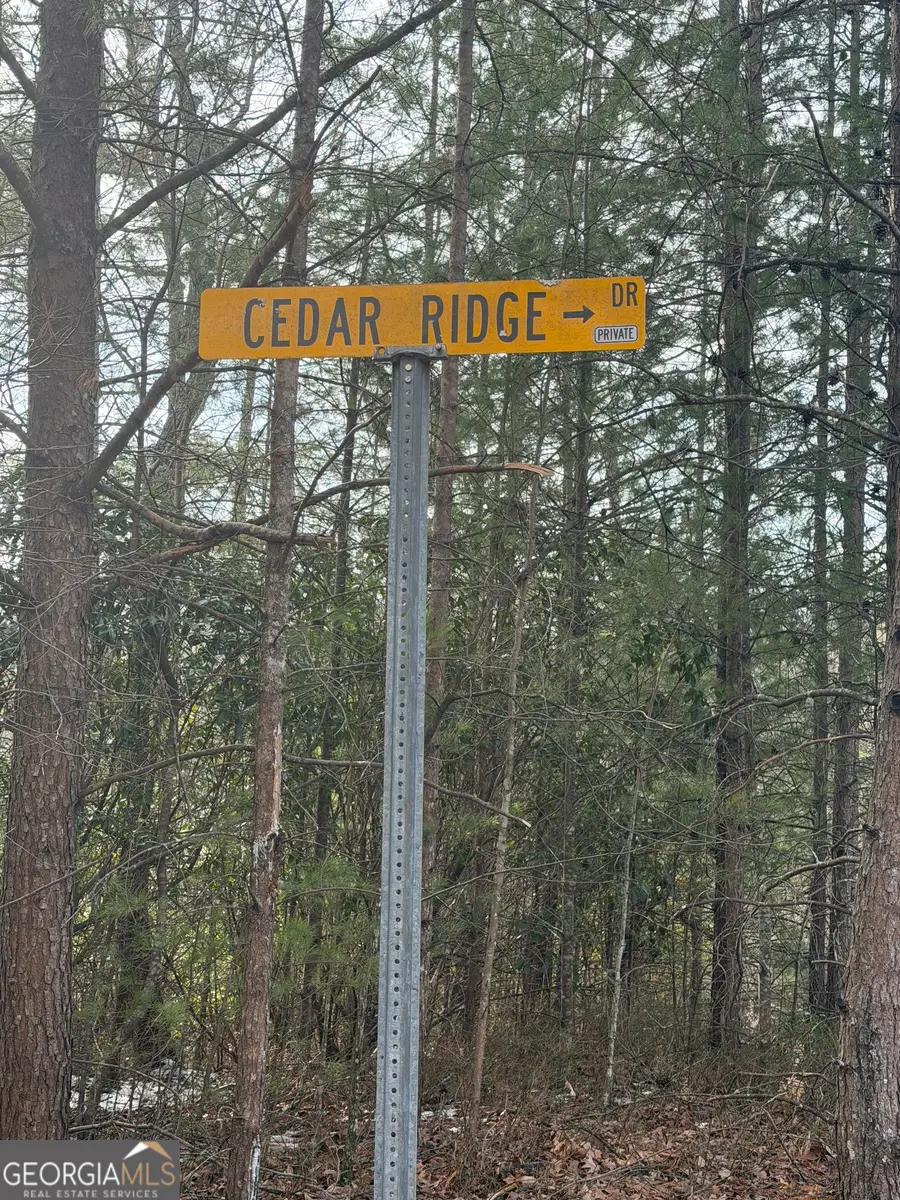 CEDAR RIDGE → DR
PRIVATE
GEORGIAMLS
REAL ESTATE SERVICES